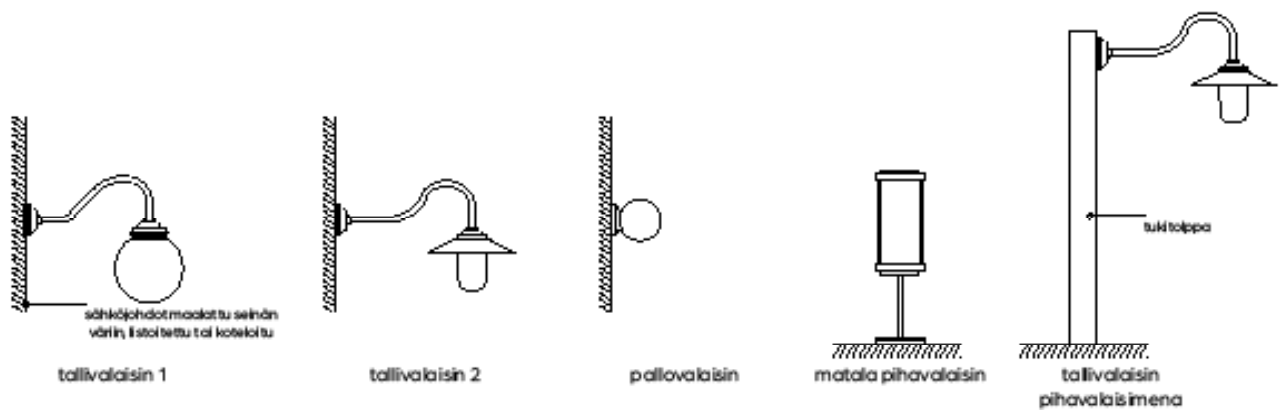 tukitolppa
sähköjohdot maalattu seinän
väriin, listoitettu tai koteloitu
tallivalaisin 1
tallivalaisin 2
pallovalaisin
matala pihavalaisin
tallivalaisin
pihavalaisimena